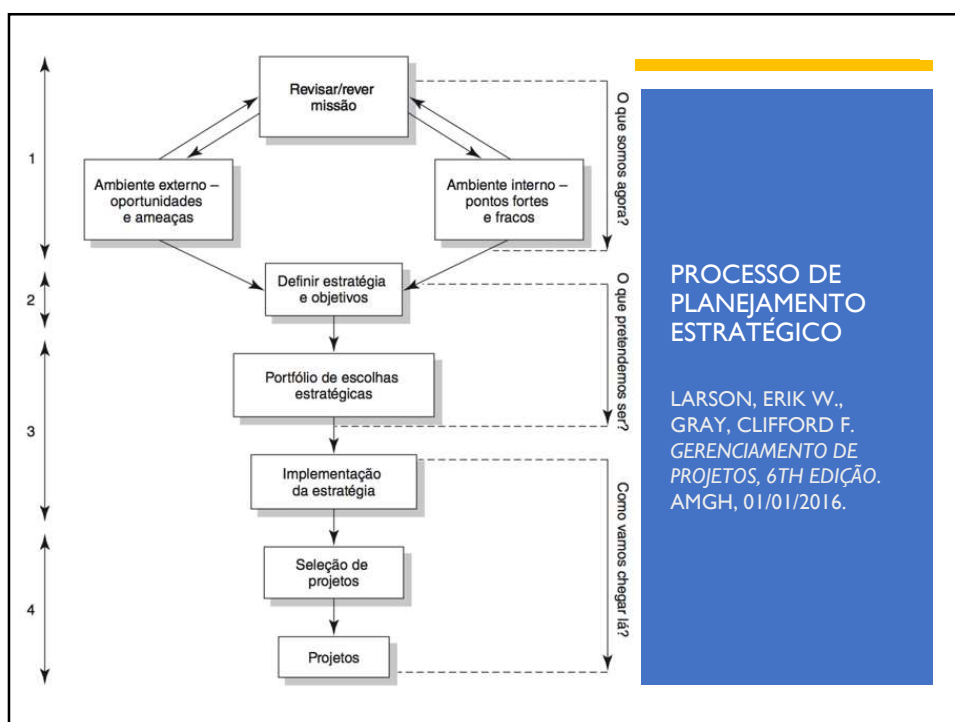 Revisar/rever
missão
1
Ambiente externo –
oportunidades
e ameaças
Ambiente interno –
pontos fortes
e fracos
O que somos agora?
2
Definir estratégia
e objetivos
O que pretendemos ser?
3
Portfólio de escolhas
estratégicas
Implementação
da estratégia
4
Seleção de
projetos
Projetos
Como vamos chegar lá?
PROCESSO DE
PLANEJAMENTO
ESTRATÉGICO
LARSON, ERIK W.,
GRAY, CLIFFORD F.
GERENCIAMENTO DE
PROJETOS, 6TH EDIÇÃO.
AMGH, 01/01/2016.